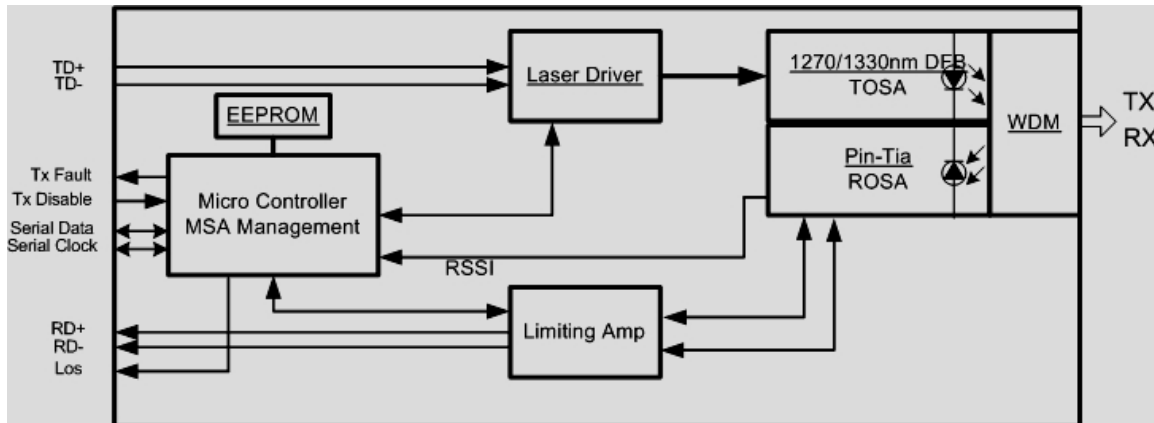 TD+
TD-
Laser Driver
1270/1330nm DFB
TOSA
WDM
TX
RX
EEPROM
Pin-Tia
ROSA
Tx Fault
Tx Disable
Serial Data
Serial Clock
Micro Controller
MSA Management
RSSI
Limiting Amp
RD+
RD-
Los